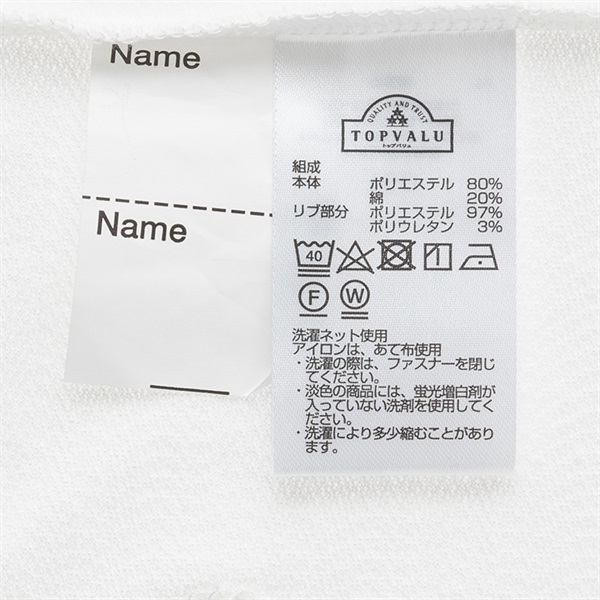 Name
Name
QUALITY AND TRUST
TOPVALU
トップバリュ
組成
本体 ポリエステル 80%
綿 20%
リブ部分 ポリエステル 97%
ポリウレタン 3%
40
F W
洗濯ネット使用
アイロンは、あて布使用
・洗濯の際は、ファスナーを閉じ
てください。
・淡色の商品には、蛍光増白剤が
入っていない洗剤を使用してく
ださい。
・洗濯により多少縮むことがあり
ます。